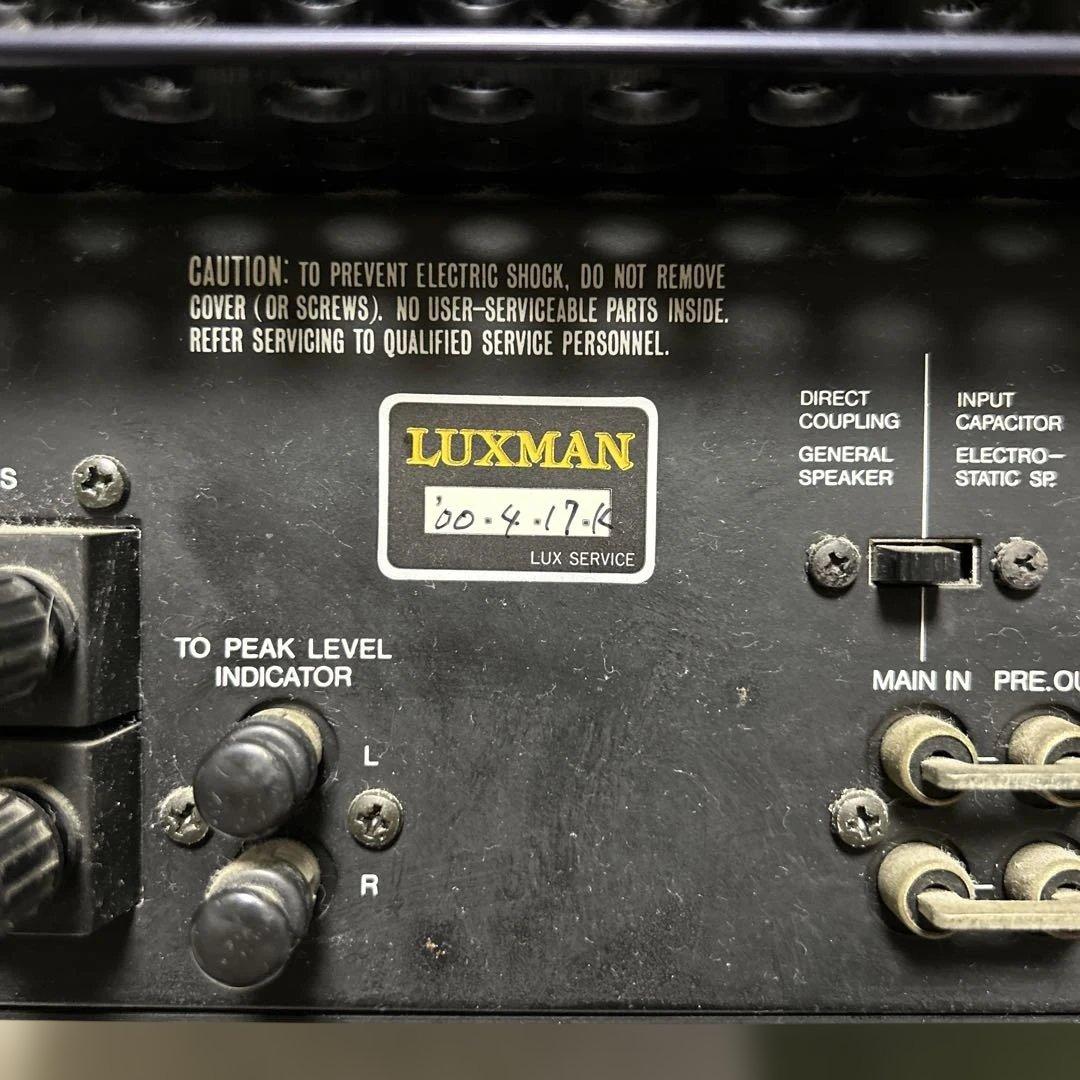 CAUTION: TO PREVENT ELECTRIC SHOCK, DO NOT REMOVE
COVER (OR SCREWS). NO USER-SERVICEABLE PARTS INSIDE.
REFER SERVICING TO QUALIFIED SERVICE PERSONNEL.
LUXMAN
'00.4.17.K
LUX SERVICE
DIRECT
COUPLING
GENERAL
SPEAKER
INPUT
CAPACITOR
ELECTRO-
STATIC SP.
S
TO PEAK LEVEL
INDICATOR
L
R
MAIN IN PRE.OU